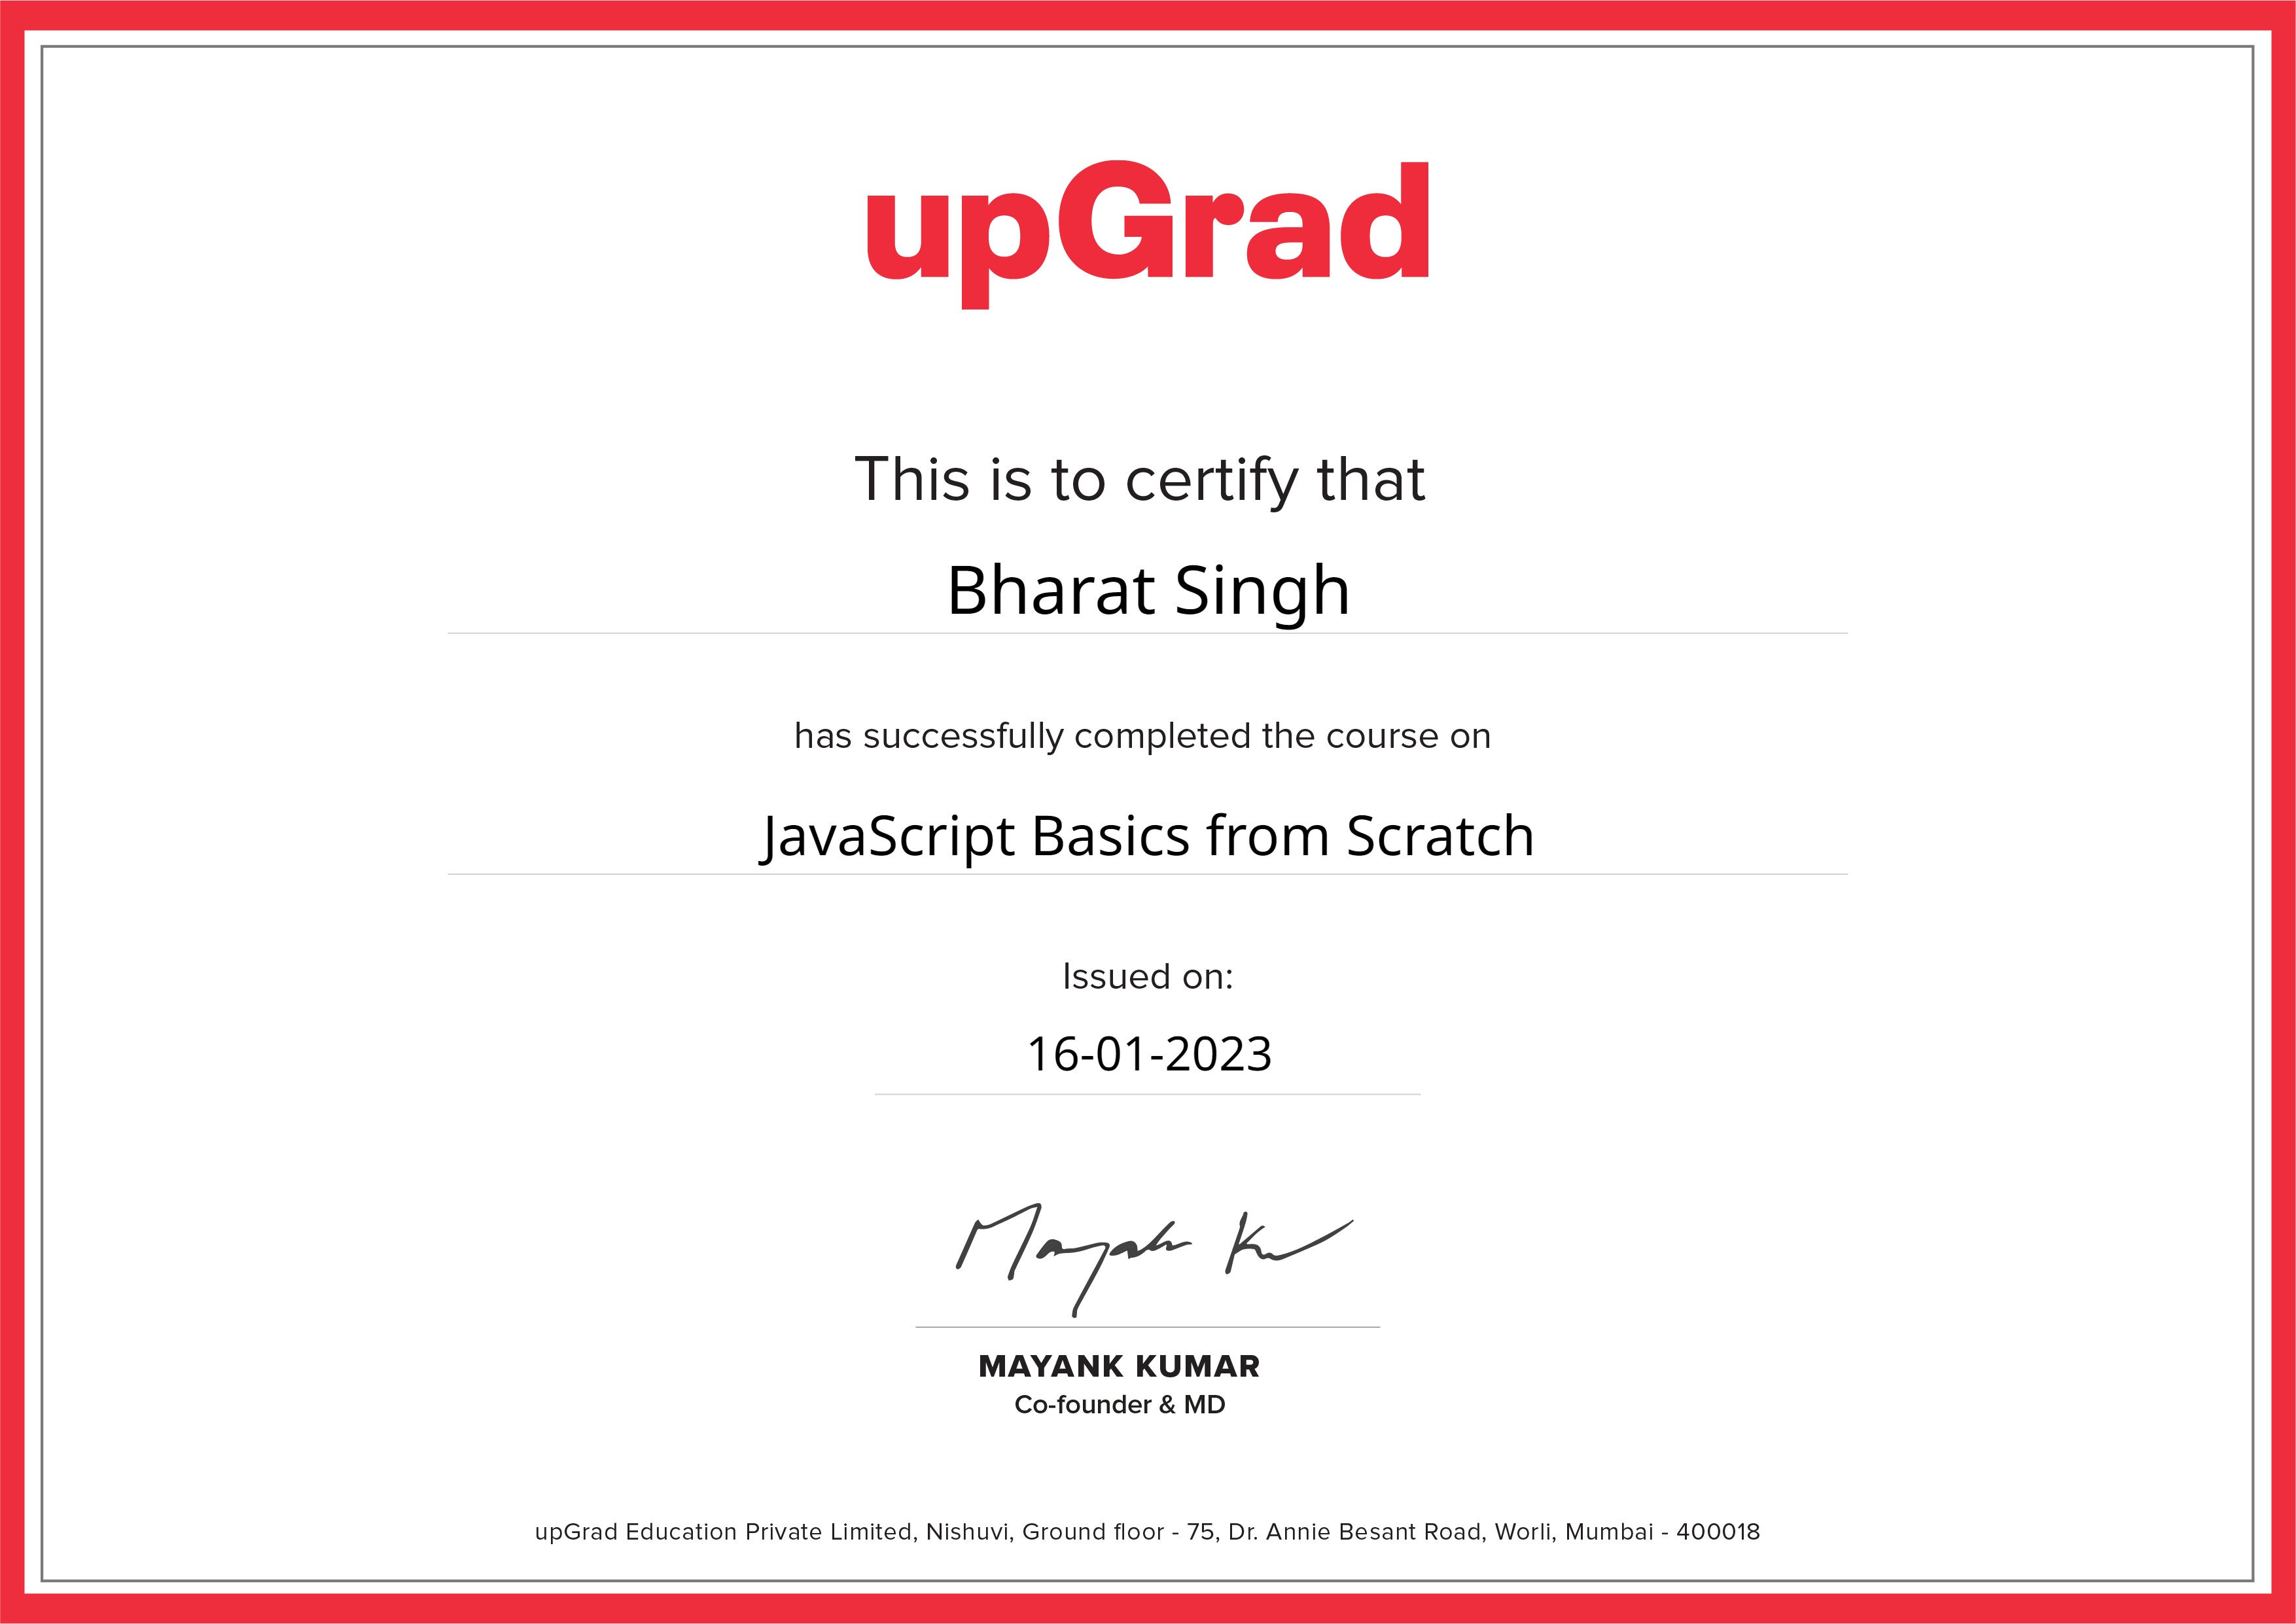 upGrad
This is to certify that
Bharat Singh
has successfully completed the course on
JavaScript Basics from Scratch
Issued on:
16-01-2023
Mayank Ku
MAYANK KUMAR
Co-founder & MD
upGrad Education Private Limited, Nishuvi, Ground floor - 75, Dr. Annie Besant Road, Worli, Mumbai - 400018